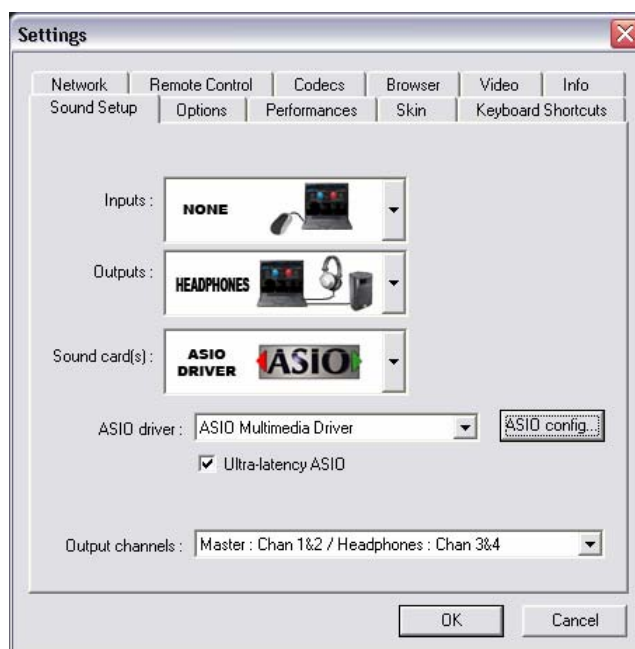 Settings
Network Remote Control Codecs Browser Video Info
Sound Setup Options Performances Skin Keyboard Shortcuts
Inputs : NONE
Outputs : HEADPHONES
Sound card(s) : ASIO DRIVER ASIO
ASIO driver : ASIO Multimedia Driver ASIO config...
Ultra-latency ASIO
Output channels : Master : Chan 1&2 / Headphones : Chan 3&4
OK Cancel